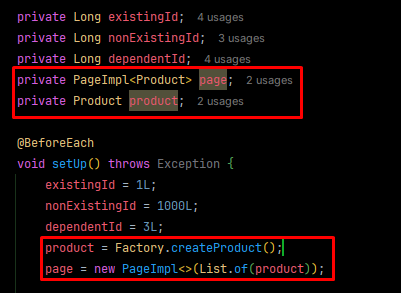 private Long existingId; 4 usages
private Long nonExistingId; 3 usages
private Long dependentId; 4 usages
private PageImpl<Product> page; 2 usages
private Product product; 2 usages
@BeforeEach
void setUp() throws Exception {
existingId = 1L;
nonExistingId = 1000L;
dependentId = 3L;
product = Factory.createProduct();
page = new PageImpl<>(List.of(product));